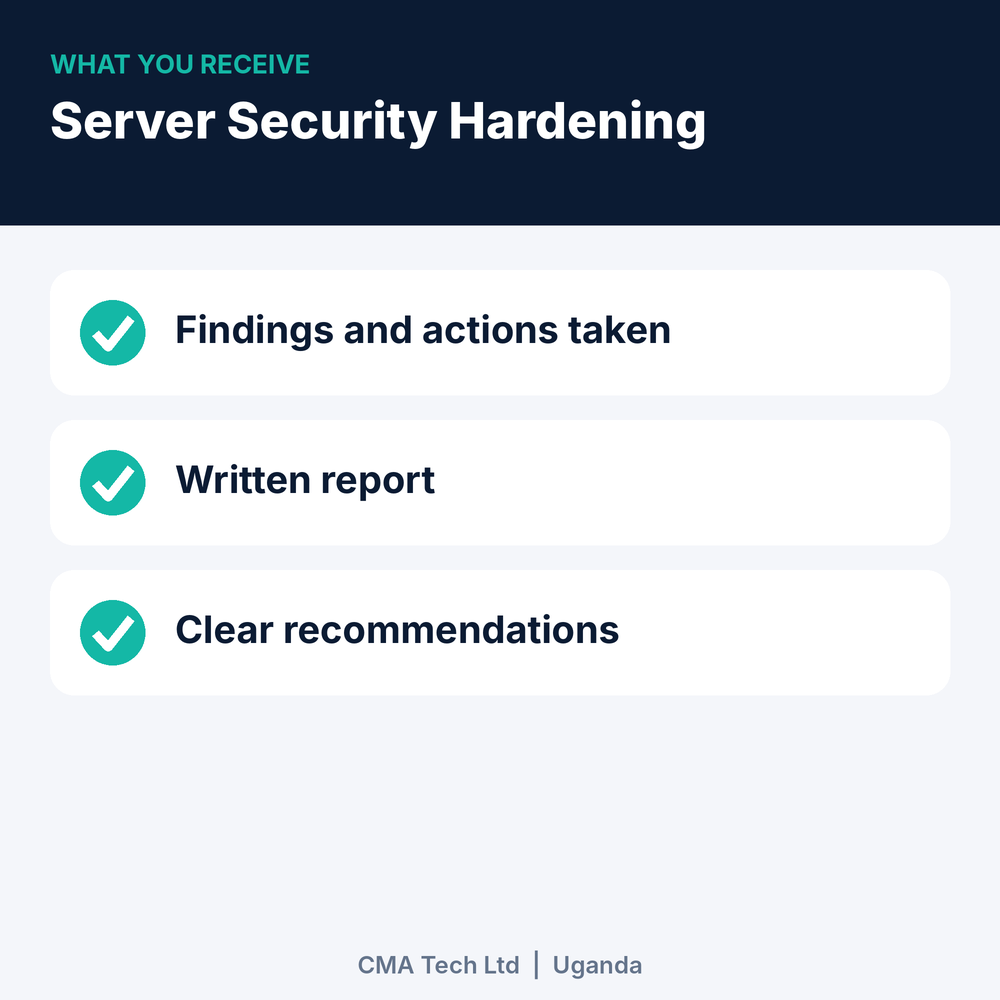 WHAT YOU RECEIVE
Server Security Hardening
Findings and actions taken
Written report
Clear recommendations
CMA Tech Ltd | Uganda